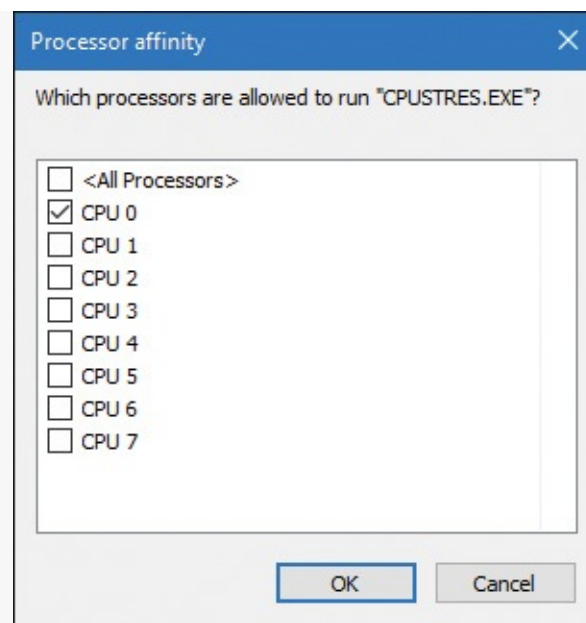 Processor affinity
Which processors are allowed to run "CPUSTRES.EXE"?
<All Processors>
CPU 0
CPU 1
CPU 2
CPU 3
CPU 4
CPU 5
CPU 6
CPU 7
OK Cancel